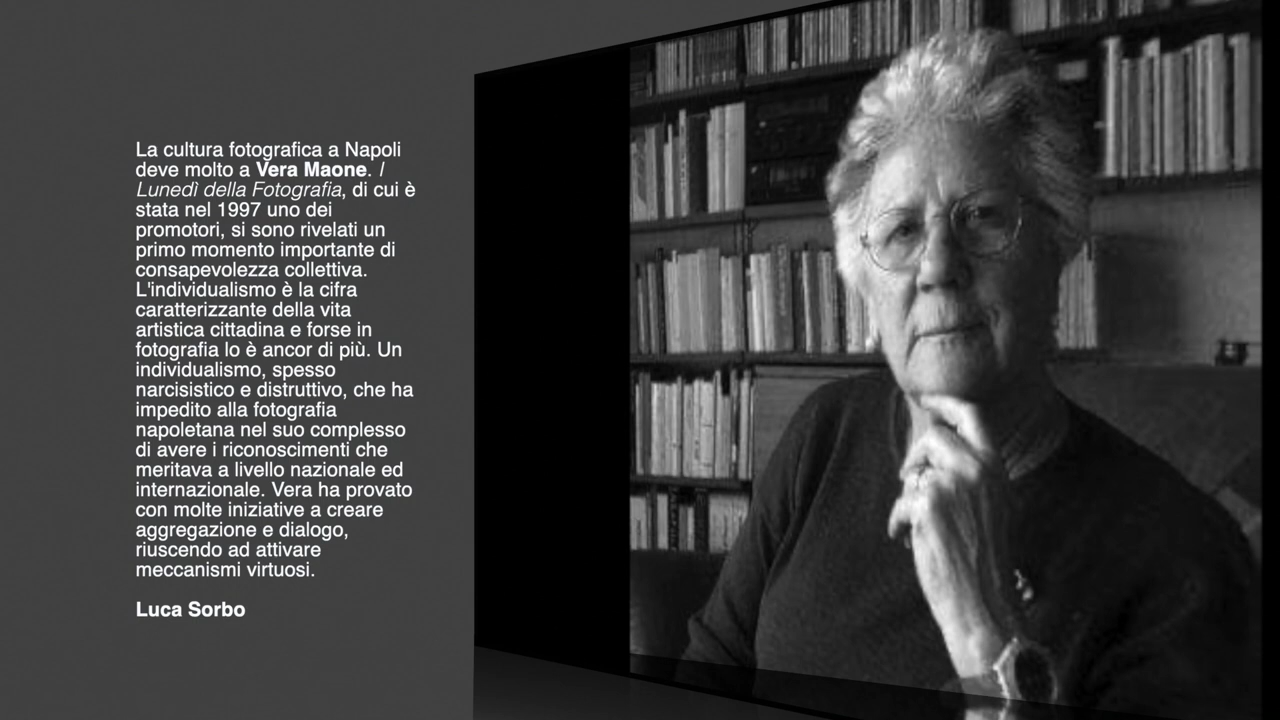 La cultura fotografica a Napoli
deve molto a Vera Maone. I
Lunedì della Fotografia, di cui è
stata nel 1997 uno dei
promotori, si sono rivelati un
primo momento importante di
consapevolezza collettiva.
L'individualismo è la cifra
caratterizzante della vita
artistica cittadina e forse in
fotografia lo è ancor di più. Un
individualismo, spesso
narcisistico e distruttivo, che ha
impedito alla fotografia
napoletana nel suo complesso
di avere i riconoscimenti che
meritava a livello nazionale ed
internazionale. Vera ha provato
con molte iniziative a creare
aggregazione e dialogo,
riuscendo ad attivare
meccanismi virtuosi.
Luca Sorbo